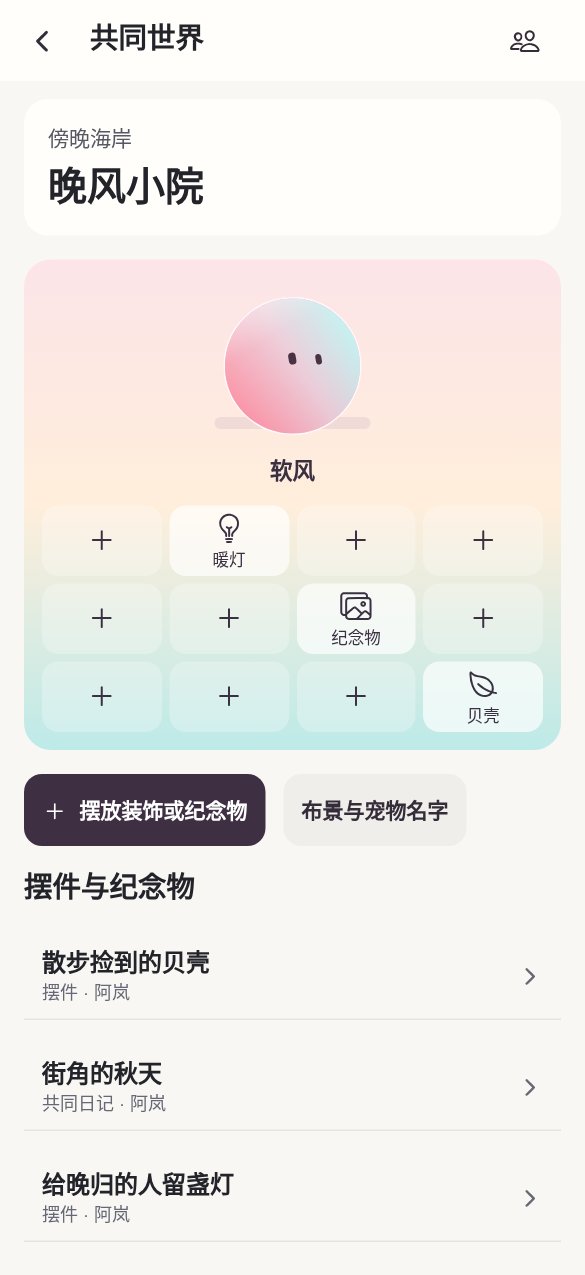 共同世界
傍晚海岸
晚风小院
软风
暖灯
纪念物
贝壳
摆放装饰或纪念物
布景与宠物名字
摆件与纪念物
散步捡到的贝壳
摆件 · 阿岚
街角的秋天
共同日记 · 阿岚
给晚归的人留盏灯
摆件 · 阿岚